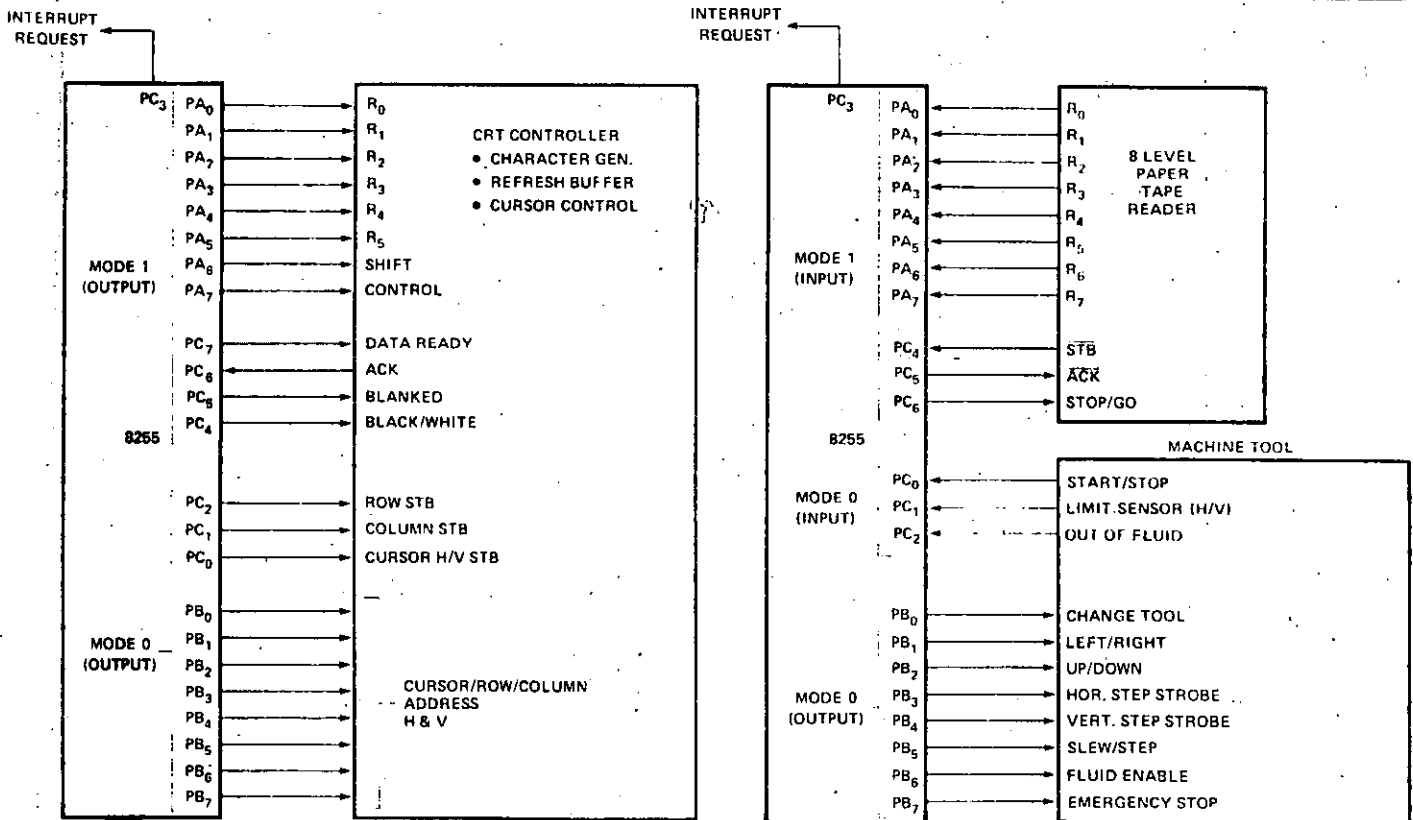 INTERRUPT
REQUEST
PC3
PA0
PA1
PA2
PA3
PA4
PA5
PA6
PA7
MODE 1
(OUTPUT)
PC7
PC6
PC5
PC4
8255
PC2
PC1
PC0
PB0
PB1
MODE 0
(OUTPUT)
PB2
PB3
PB4
PB5
PB6
PB7
R0
R1
R2
R3
R4
R5
SHIFT
CONTROL
CRT CONTROLLER
• CHARACTER GEN.
• REFRESH BUFFER
• CURSOR CONTROL
DATA READY
ACK
BLANKED
BLACK/WHITE
ROW STB
COLUMN STB
CURSOR H/V STB
CURSOR/ROW/COLUMN
ADDRESS
H & V
INTERRUPT
REQUEST
PC3
PA0
PA1
PA2
PA3
PA4
PA5
PA6
PA7
MODE 1
(INPUT)
PC4
PC5
PC6
8255
MODE 0
(INPUT)
PC0
PC1
PC2
MODE 0
(OUTPUT)
PB0
PB1
PB2
PB3
PB4
PB5
PB6
PB7
R0
R1
R2
R3
R4
R5
R6
R7
8 LEVEL
PAPER
TAPE
READER
S̅T̅B̅
A̅C̅K̅
STOP/GO
MACHINE TOOL
START/STOP
LIMIT SENSOR (H/V)
OUT OF FLUID
CHANGE TOOL
LEFT/RIGHT
UP/DOWN
HOR. STEP STROBE
VERT. STEP STROBE
SLEW/STEP
FLUID ENABLE
EMERGENCY STOP